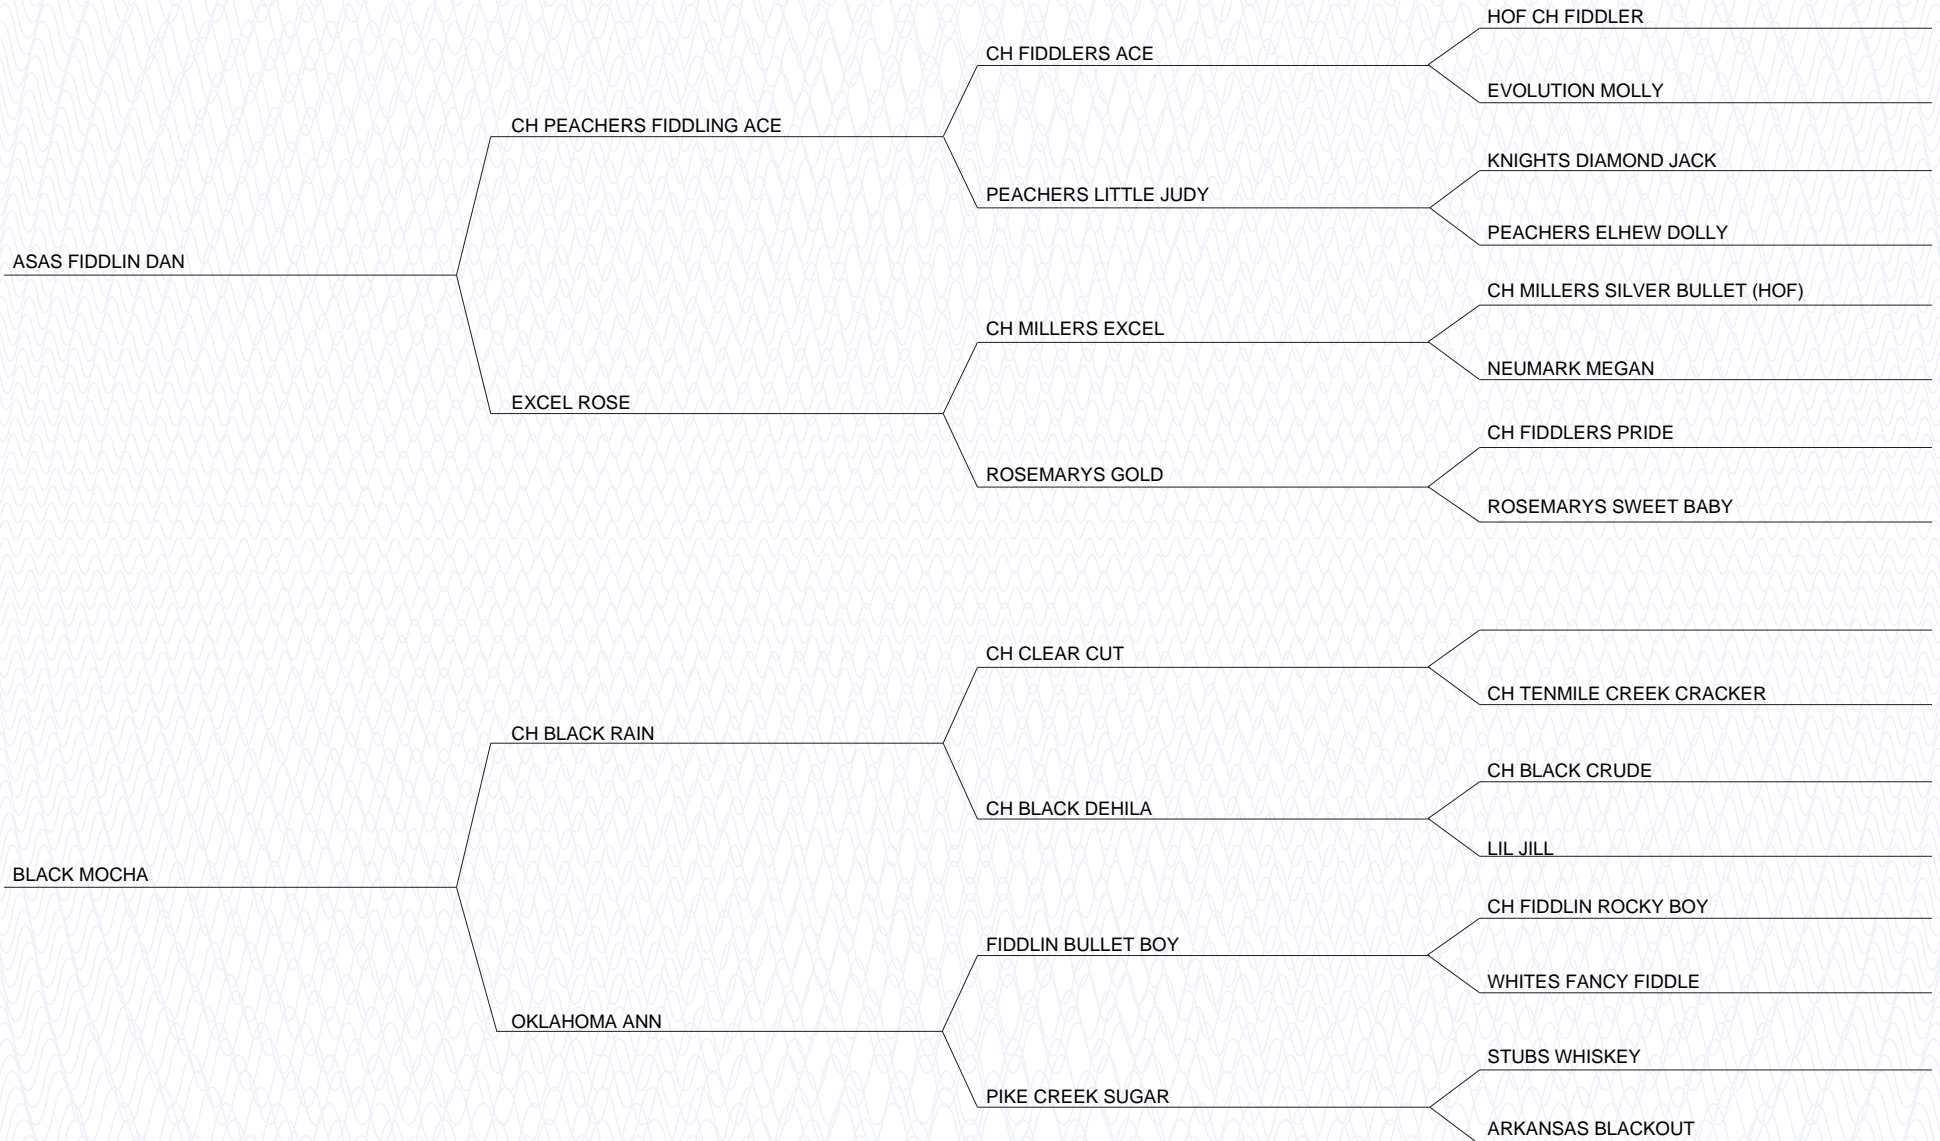 HOF CH FIDDLER
CH FIDDLERS ACE
EVOLUTION MOLLY
CH PEACHERS FIDDLING ACE
KNIGHTS DIAMOND JACK
PEACHERS LITTLE JUDY
PEACHERS ELHEW DOLLY
ASAS FIDDLIN DAN
CH MILLERS SILVER BULLET (HOF)
CH MILLERS EXCEL
NEUMARK MEGAN
EXCEL ROSE
CH FIDDLERS PRIDE
ROSEMARYS GOLD
ROSEMARYS SWEET BABY
CH CLEAR CUT
CH TENMILE CREEK CRACKER
CH BLACK RAIN
CH BLACK CRUDE
CH BLACK DEHILA
LIL JILL
BLACK MOCHA
CH FIDDLIN ROCKY BOY
FIDDLIN BULLET BOY
WHITES FANCY FIDDLE
OKLAHOMA ANN
STUBS WHISKEY
PIKE CREEK SUGAR
ARKANSAS BLACKOUT